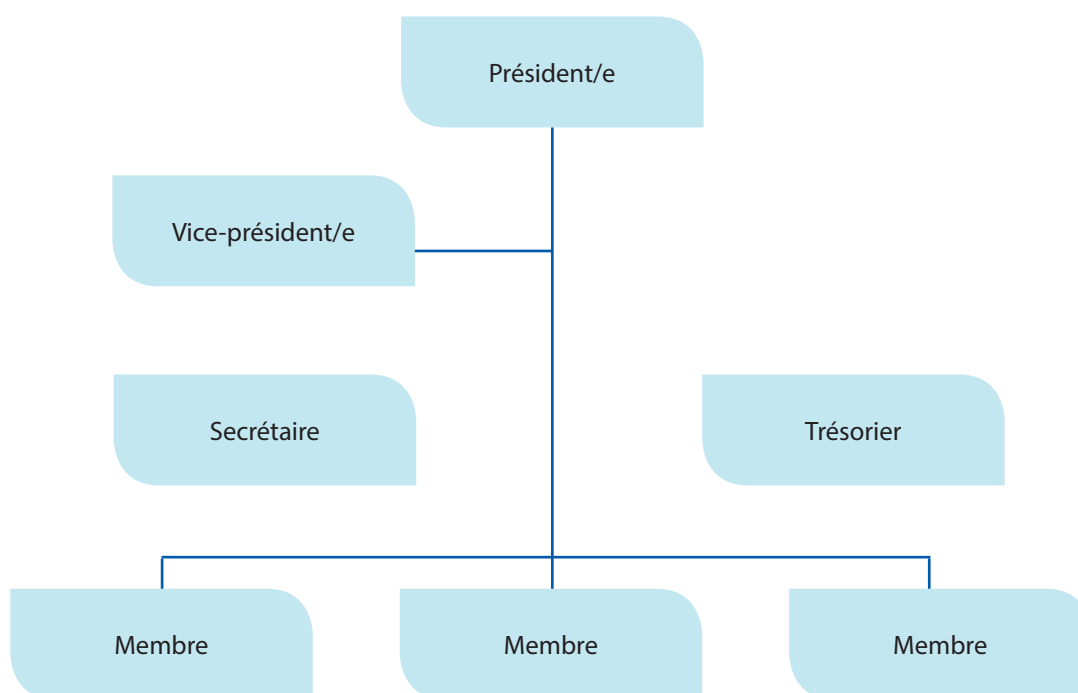 Président/e
Vice-président/e
Secrétaire
Trésorier
Membre
Membre
Membre